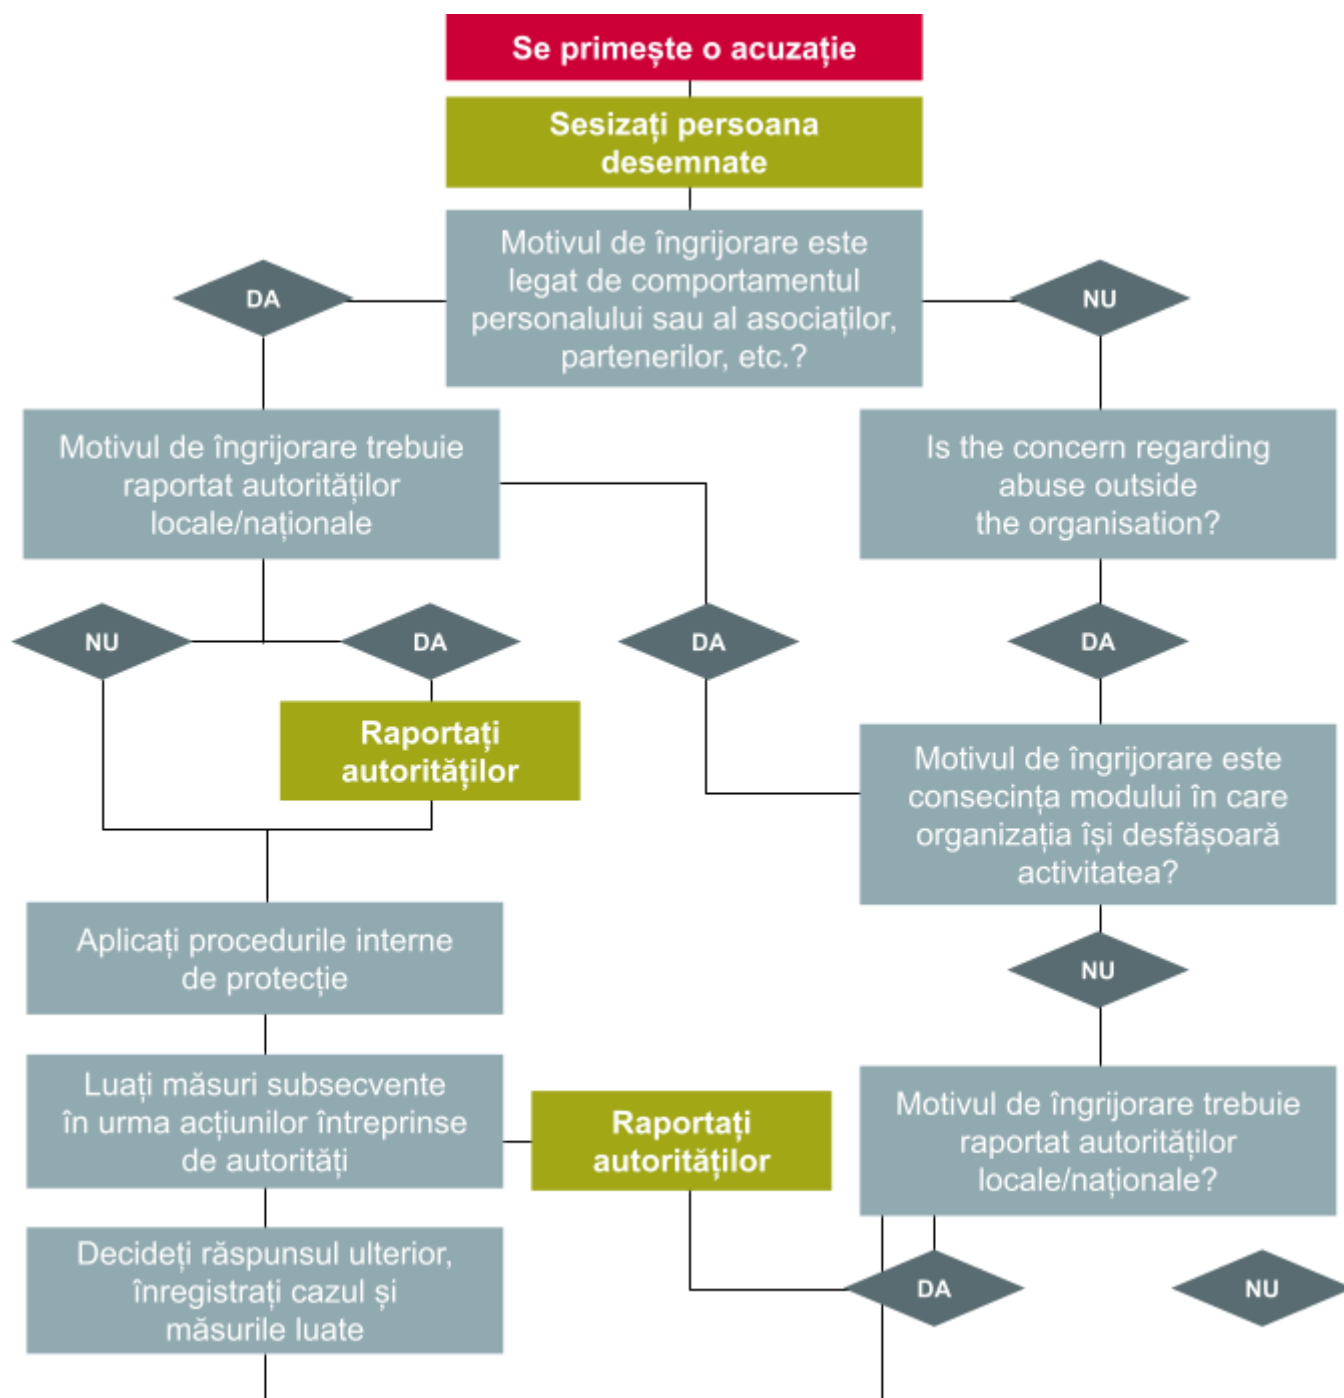 Se primește o acuzație
Sesizați persoana
desemnate
Motivul de îngrijorare este
legat de comportamentul
personalului sau al asociaților,
partenerilor, etc.?
DA
NU
Motivul de îngrijorare trebuie
raportat autorităților
locale/naționale
Is the concern regarding
abuse outside
the organisation?
NU
DA
DA
DA
Raportați
autorităților
Motivul de îngrijorare este
consecința modului în care
organizația își desfășoară
activitatea?
Aplicați procedurile interne
de protecție
NU
Luați măsuri subsecvente
în urma acțiunilor întreprinse
de autorități
Raportați
autorităților
Motivul de îngrijorare trebuie
raportat autorităților
locale/naționale?
Decideți răspunsul ulterior,
înregistrați cazul și
măsurile luate
DA
NU